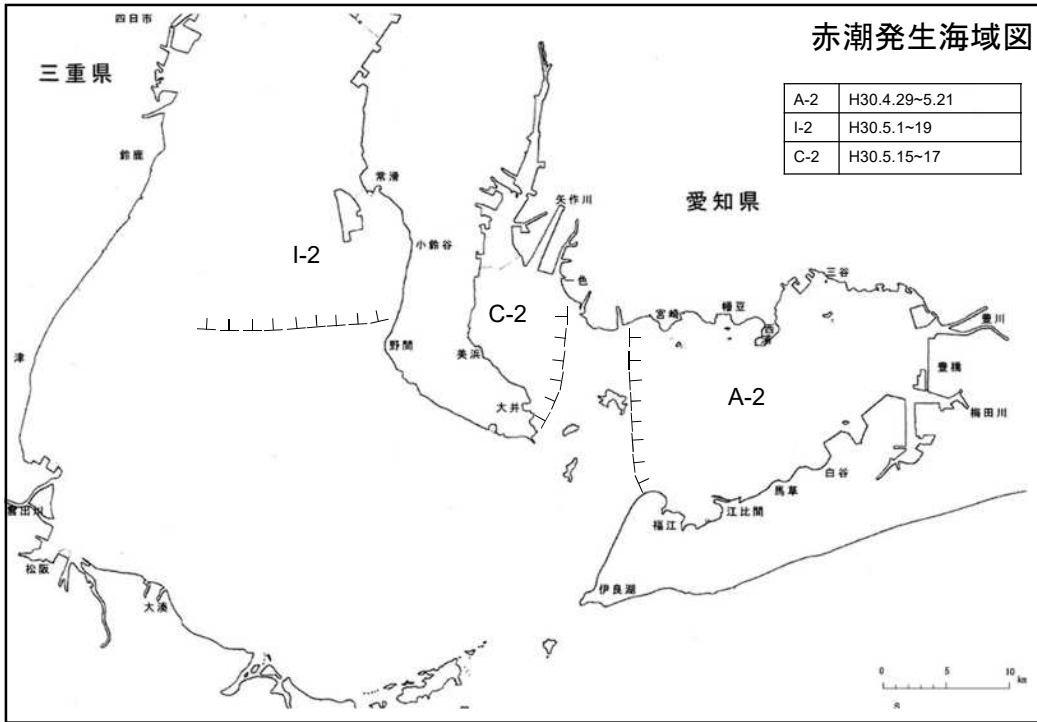 赤潮発生海域図
A-2 H30.4.29~5.21
I-2 H30.5.1~19
C-2 H30.5.15~17
四日市
三重県
愛知県
鈴鹿
常滑
矢作川
小鈴谷
I-2
一色
三谷
C-2
宮崎
幡豆
西浦
豊川
津
野間
美浜
豊橋
大井
A-2
梅田川
白谷
馬草
江比間
福江
松阪
伊良湖
大湊
0 5 10
km